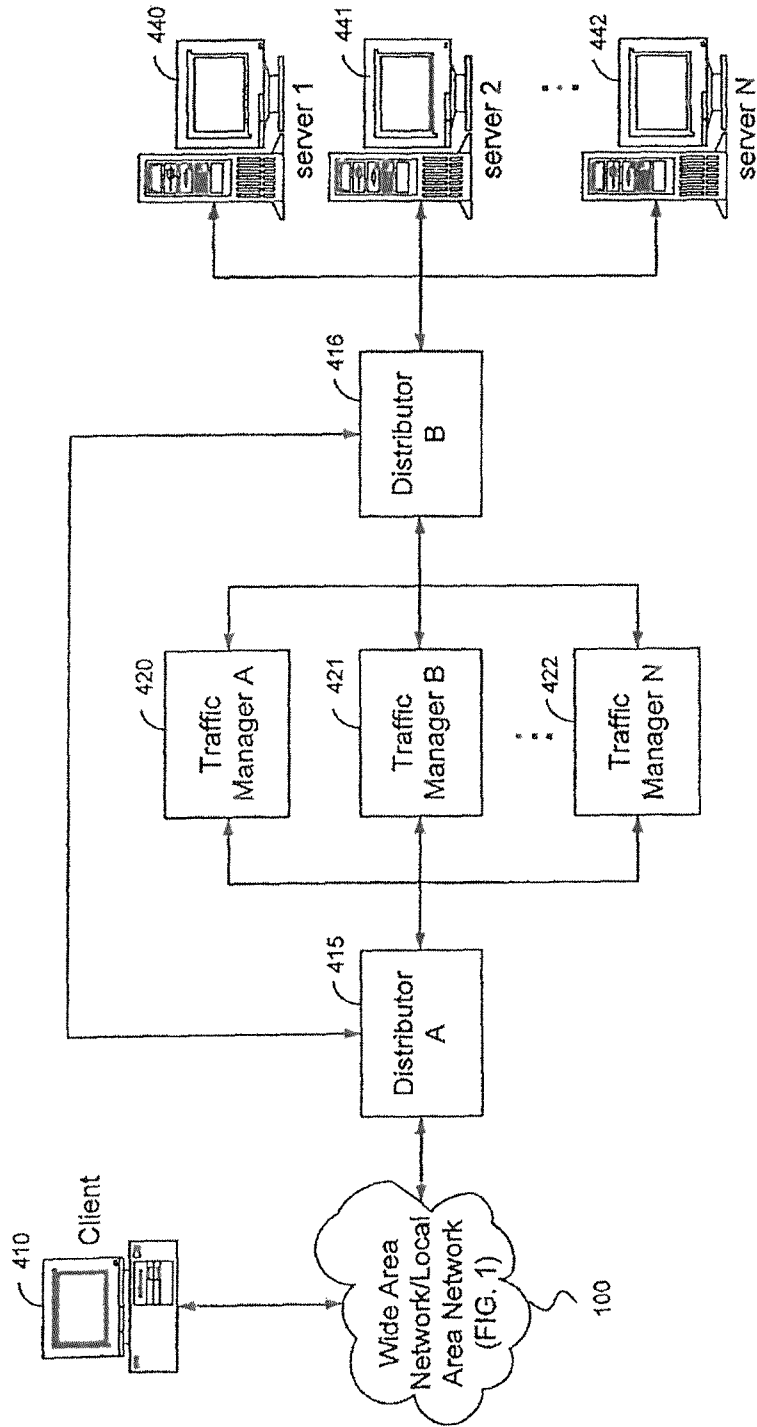 410
Client
Wide Area
Network/Local
Area Network
(FIG. 1)
100
415
Distributor
A
420
Traffic
Manager A
421
Traffic
Manager B
422
Traffic
Manager N
416
Distributor
B
440
server 1
441
server 2
442
server N